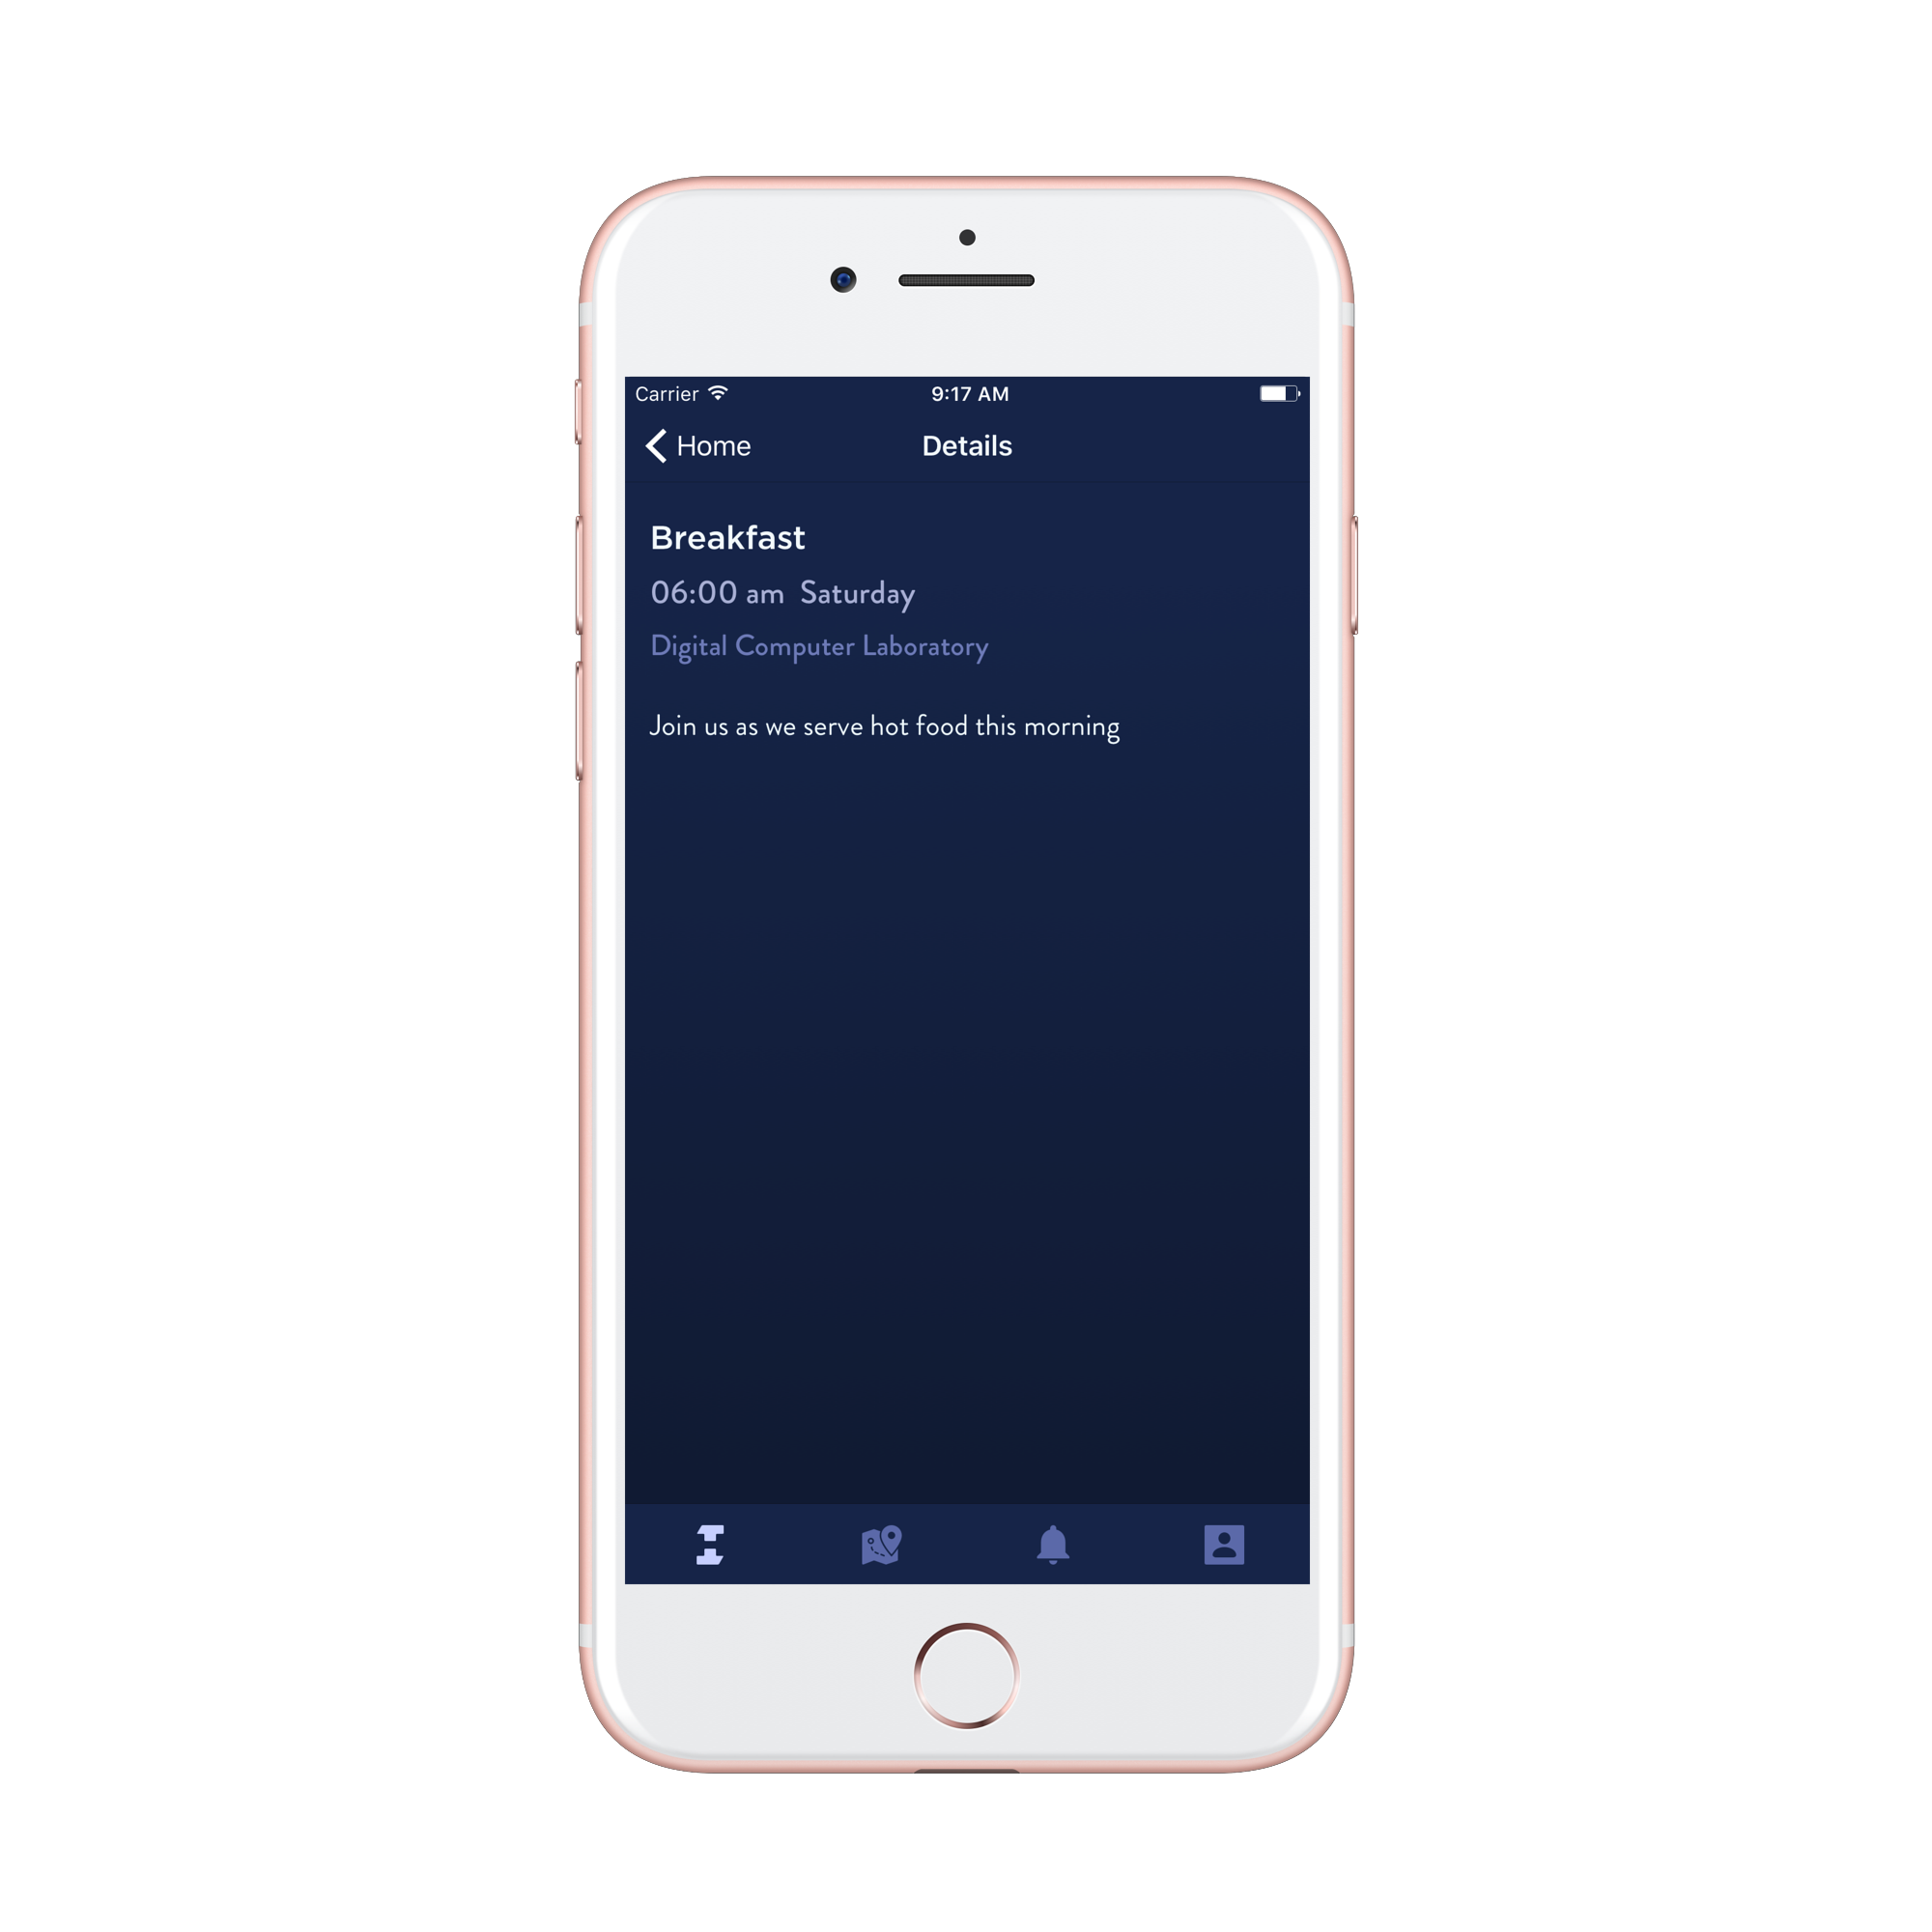 Carrier 9:17 AM
Home Details
Breakfast
06:00 am Saturday
Digital Computer Laboratory
Join us as we serve hot food this morning